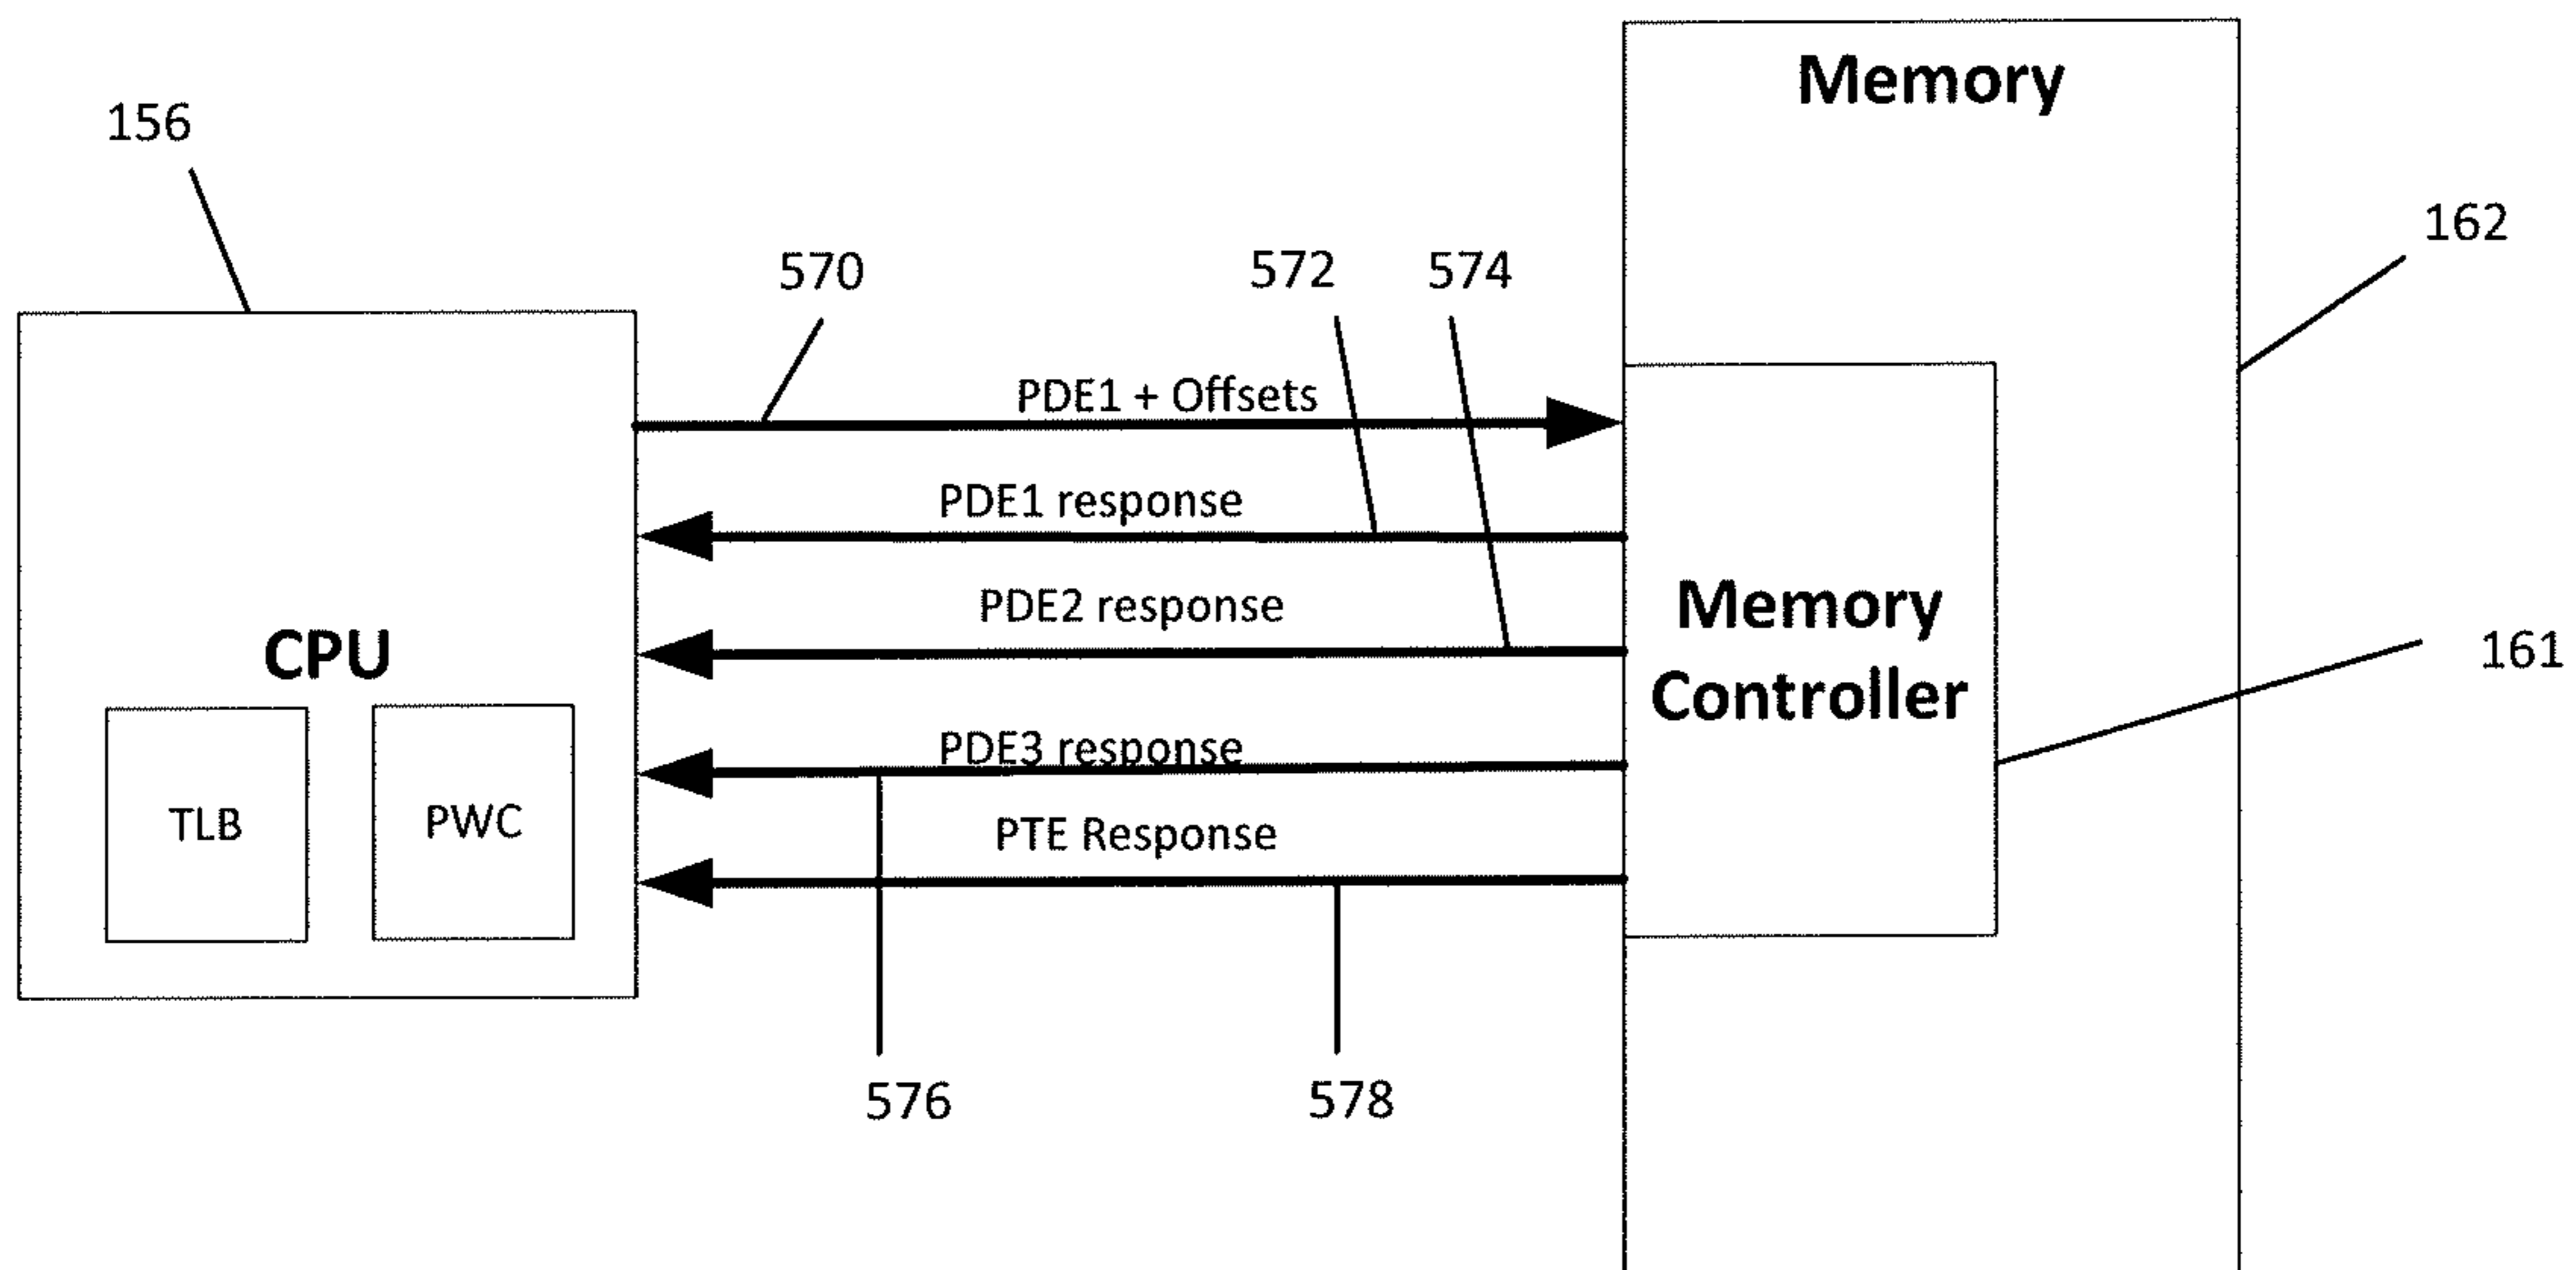 Memory
156
162
570
572
574
PDE1 + Offsets
PDE1 response
PDE2 response
Memory
Controller
CPU
161
PDE3 response
TLB
PWC
PTE Response
576
578